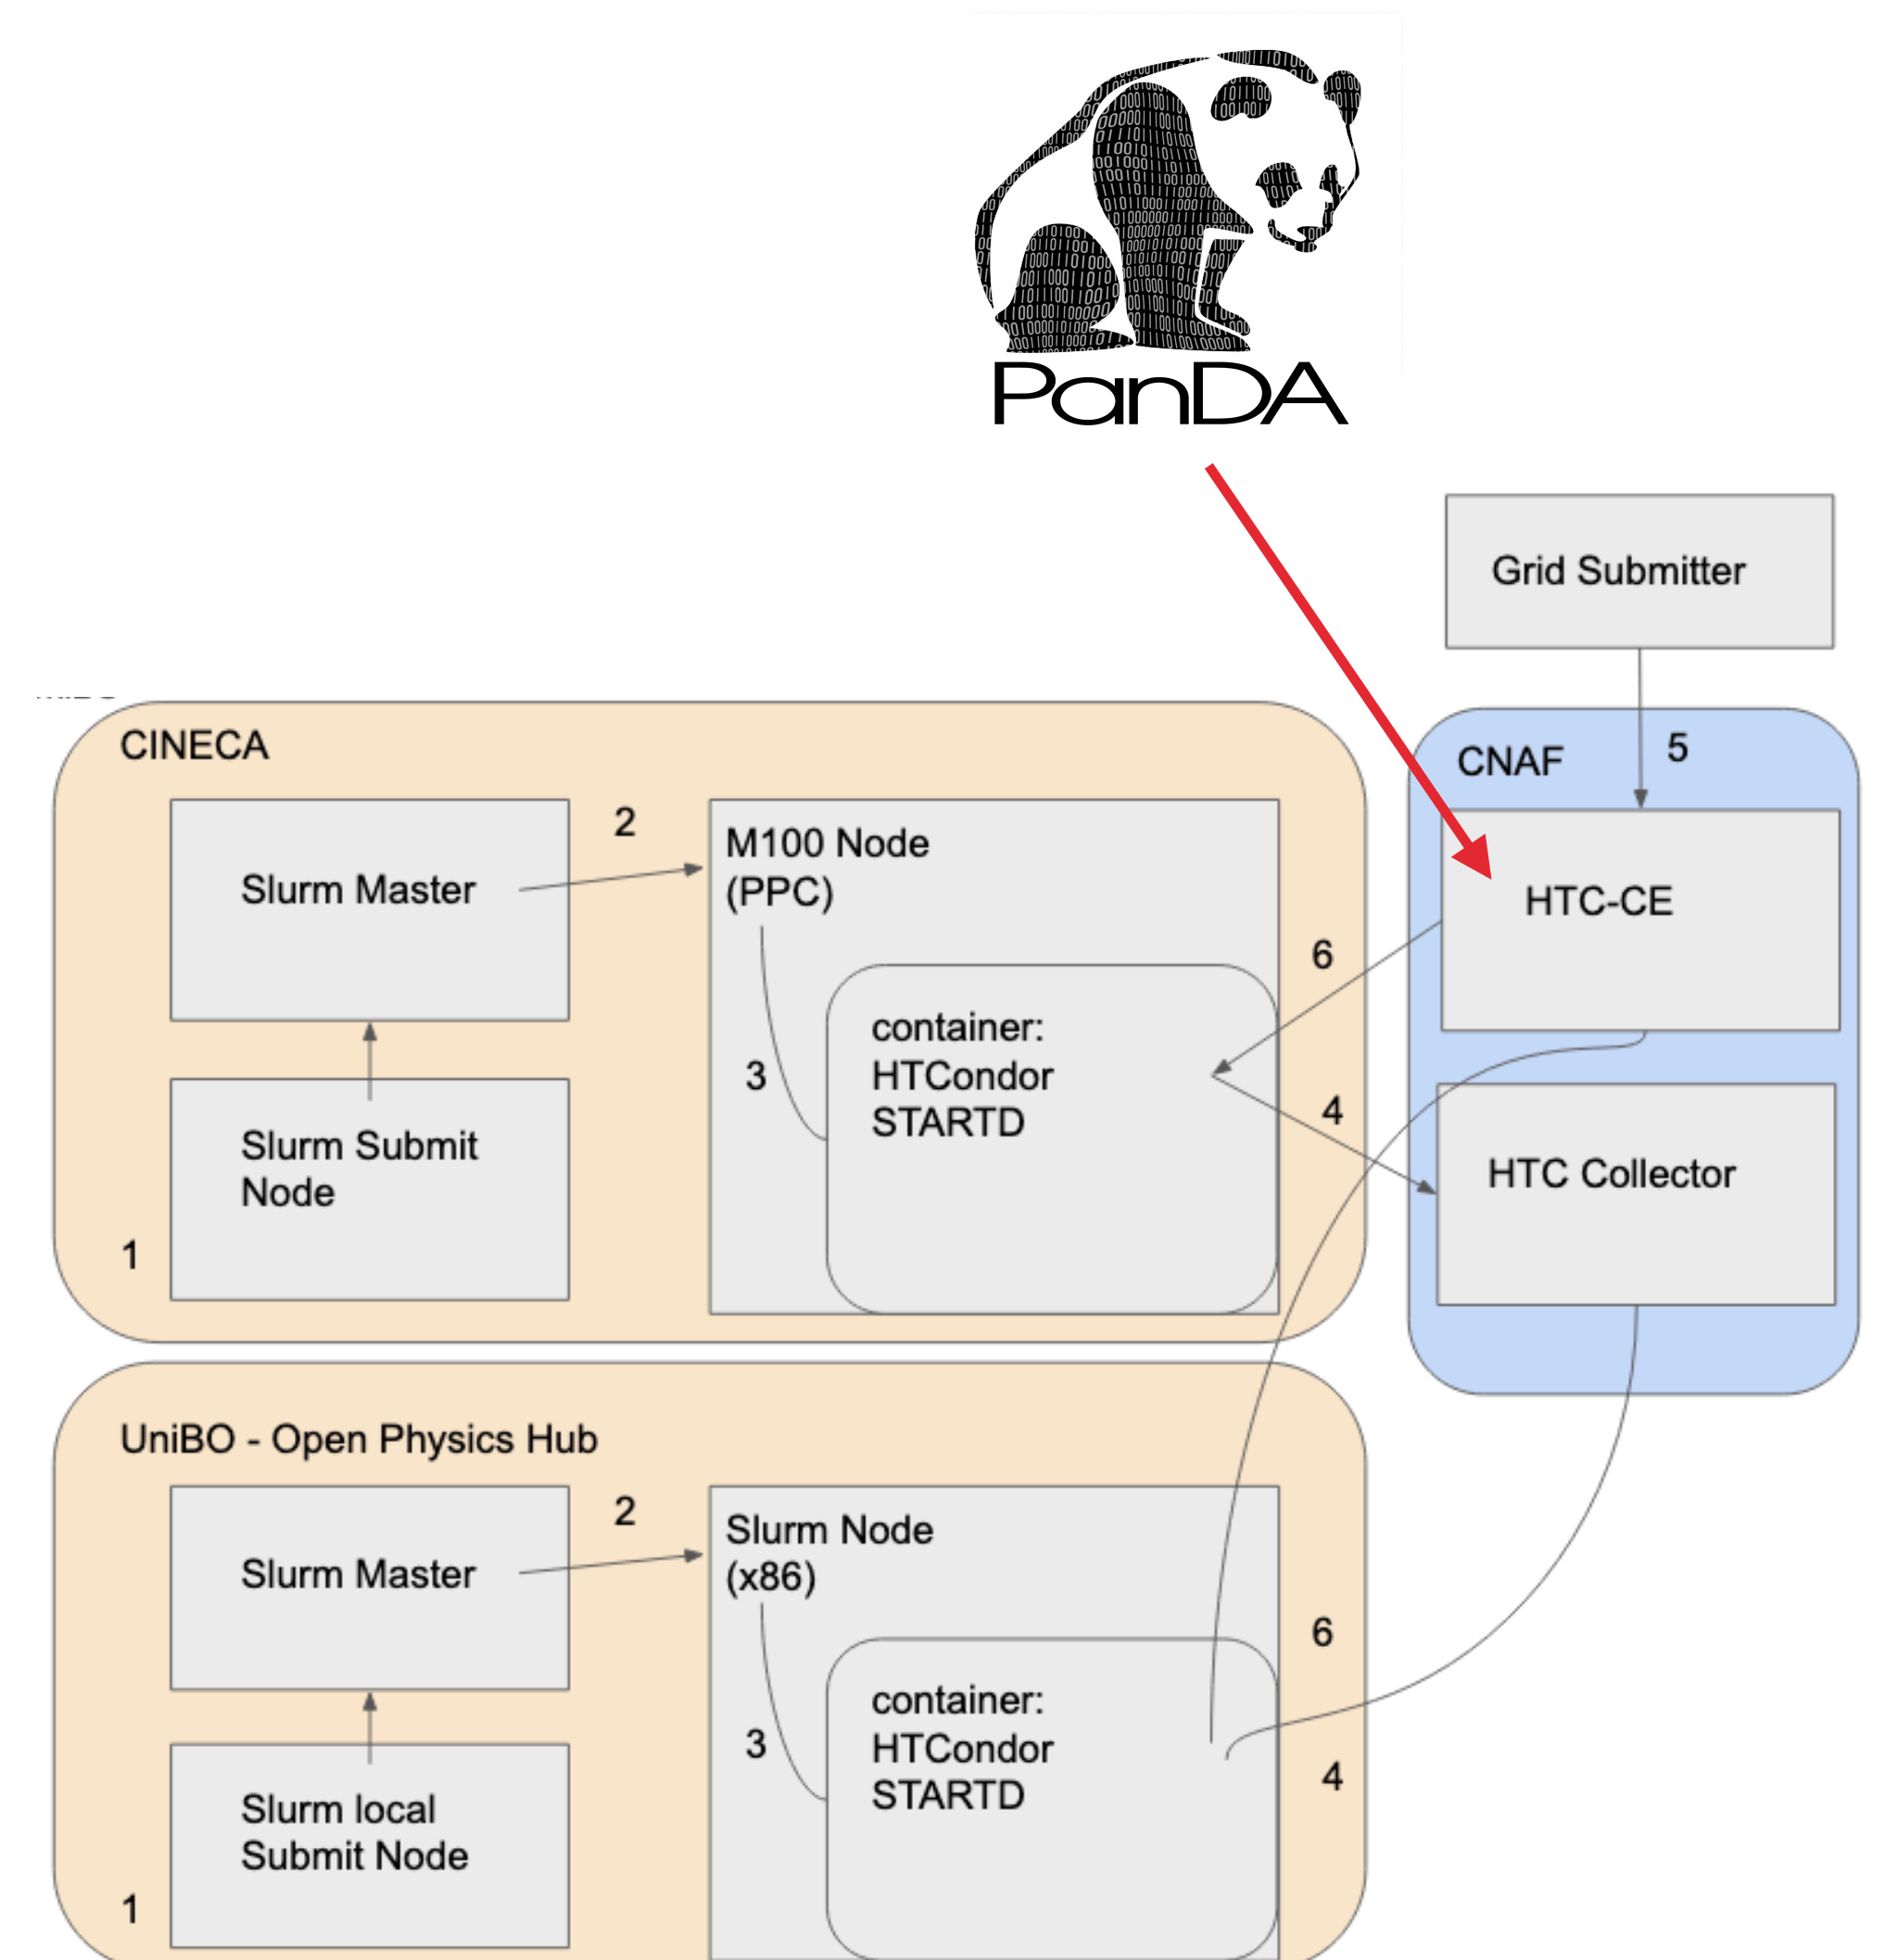 PanDA
Grid Submitter
CINECA
2
Slurm Master
M100 Node
(PPC)
container:
HTCondor
STARTD
3
Slurm Submit
Node
1
6
4
CNAF
5
HTC-CE
HTC Collector
UniBO - Open Physics Hub
2
Slurm Master
Slurm Node
(x86)
container:
HTCondor
STARTD
3
Slurm local
Submit Node
1
6
4